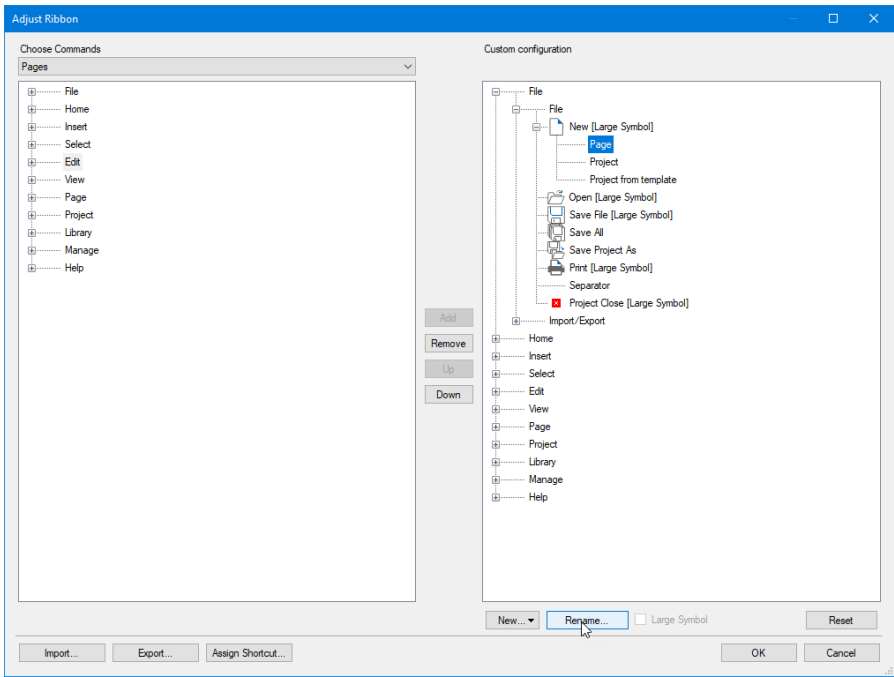 Adjust Ribbon
Choose Commands
Pages
File
Home
Insert
Select
Edit
View
Page
Project
Library
Manage
Help
Add
Remove
Up
Down
Custom configuration
File
File
New [Large Symbol]
Page
Project
Project from template
Open [Large Symbol]
Save File [Large Symbol]
Save All
Save Project As
Print [Large Symbol]
Separator
Project Close [Large Symbol]
Import/Export
Home
Insert
Select
Edit
View
Page
Project
Library
Manage
Help
New...
Rename...
Large Symbol
Reset
Import...
Export...
Assign Shortcut...
OK
Cancel